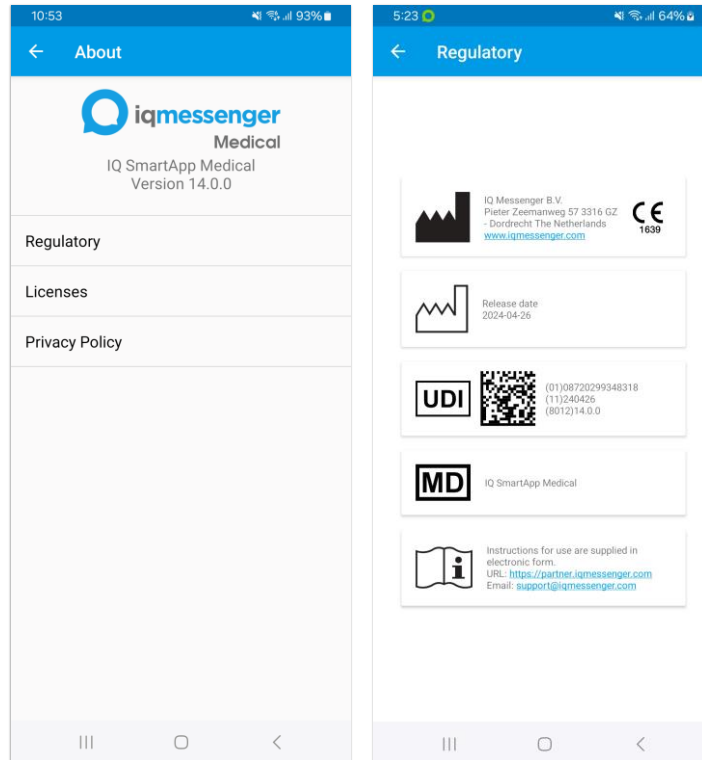 10:53
93%
About
iqmessenger
Medical
IQ SmartApp Medical
Version 14.0.0
Regulatory
Licenses
Privacy Policy
5:23
64%
Regulatory
IQ Messenger B.V.
Pieter Zeemanweg 57 3316 GZ
- Dordrecht The Netherlands
www.iqmessenger.com
CE
1639
Release date
2024-04-26
UDI
(01)08720299348318
(11)240426
(8012)14.0.0
MD
IQ SmartApp Medical
Instructions for use are supplied in
electronic form.
URL: https://partner.iqmessenger.com
Email: support@iqmessenger.com